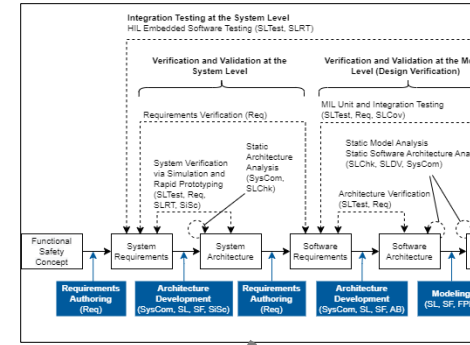 Integration Testing at the System Level
HIL Embedded Software Testing (SLTest, SLRT)
Verification and Validation at the
System Level
Verification and Validation at the Mo
Level (Design Verification)
Requirements Verification (Req)
MIL Unit and Integration Testing
(SLTest, Req, SLCov)
System Verification
via Simulation and
Rapid Prototyping
(SLTest, Req,
SLRT, SiSc)
Static
Architecture
Analysis
(SysCom,
SLChk)
Static Model Analysis
Static Software Architecture Ana
(SLChk, SLDV, SysCom)
Architecture Verification
(SLTest, Req)
Functional
Safety
Concept
System
Requirements
System
Architecture
Software
Requirements
Software
Architecture
Requirements
Authoring
(Req)
Architecture
Development
(SysCom, SL, SF, SiSc)
Requirements
Authoring
(Req)
Architecture
Development
(SysCom, SL, SF, AB)
Modeling
(SL, SF, FP